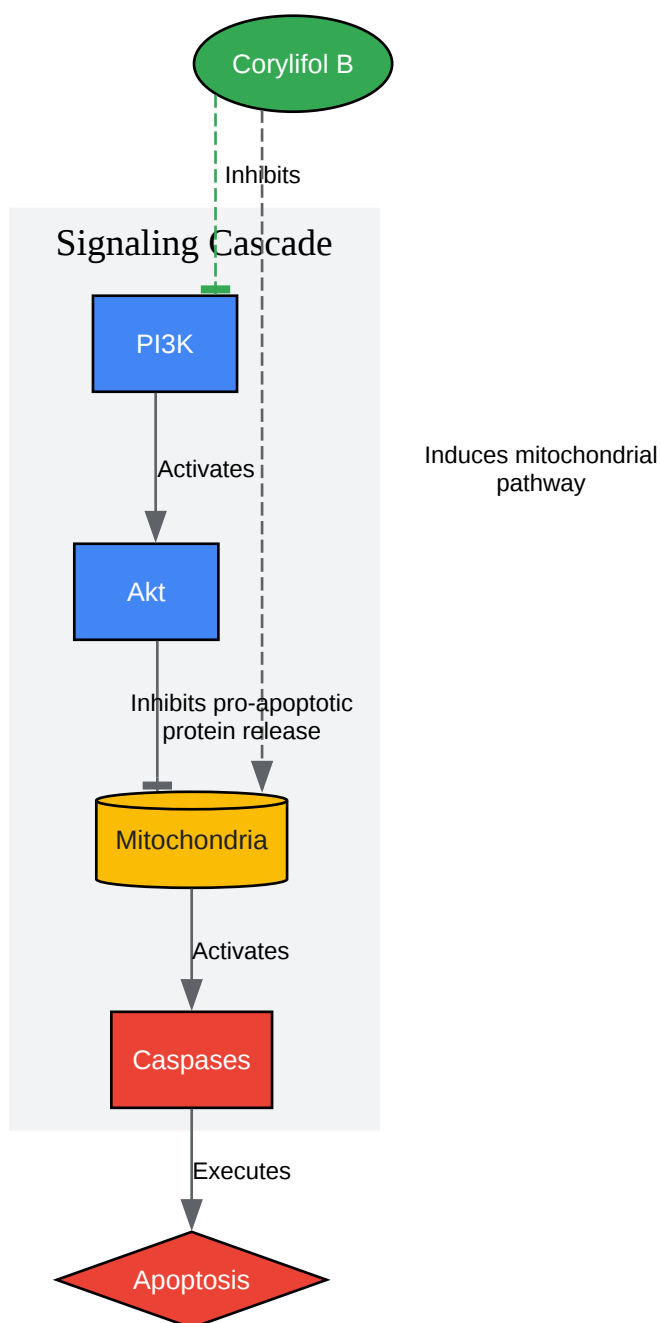 Corylifol B
Inhibits
Signaling Cascade
PI3K
Induces mitochondrial
pathway
Activates
Akt
Inhibits pro-apoptotic
protein release
Mitochondria
Activates
Caspases
Executes
Apoptosis